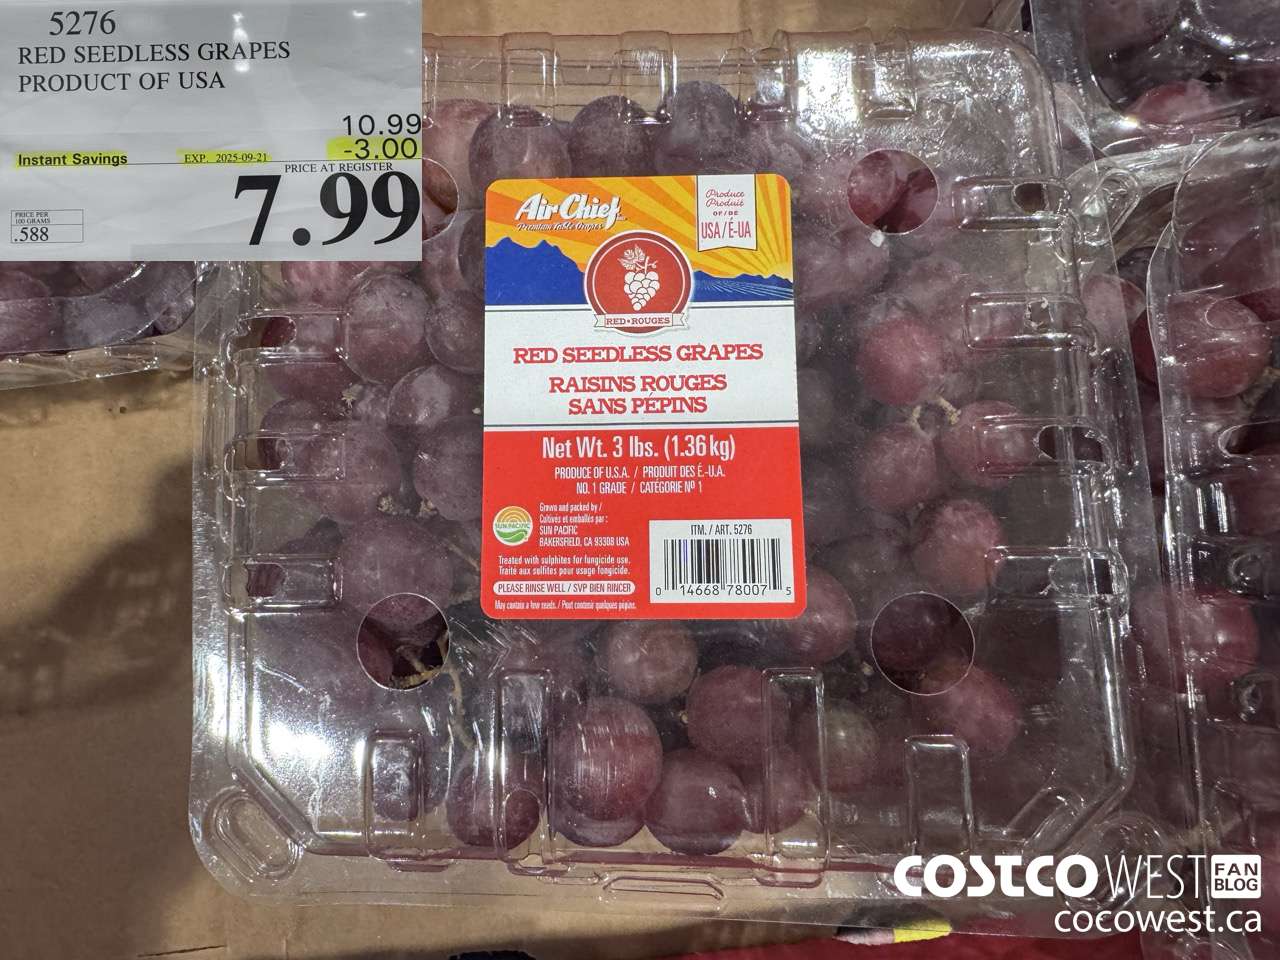 5276
RED SEEDLESS GRAPES
PRODUCT OF USA
10.99
Instant Savings EXP. 2025-09-21 -3.00
PRICE AT REGISTER
7.99
PRICE PER
100 GRAMS
.588
Air Chief
Premium Table Grapes
Produce
Produit
OF/DE
USA/É-UA
RED•ROUGES
RED SEEDLESS GRAPES
RAISINS ROUGES
SANS PÉPINS
Net Wt. 3 lbs. (1.36 kg)
PRODUCE OF U.S.A. / PRODUIT DES É.-U.A.
NO. 1 GRADE / CATÉGORIE Nº 1
Grown and packed by /
Cultivés et emballés par :
SUN PACIFIC
BAKERSFIELD, CA 93308 USA
SUN PACIFIC
Treated with sulphites for fungicide use.
Traité aux sulfites pour usage fongicide.
PLEASE RINSE WELL / SVP BIEN RINCER
May contain a few seeds. / Peut contenir quelques pépins.
ITM. / ART. 5276
0 14668 78007 5
COSTCO WEST FAN
BLOG
cocowest.ca